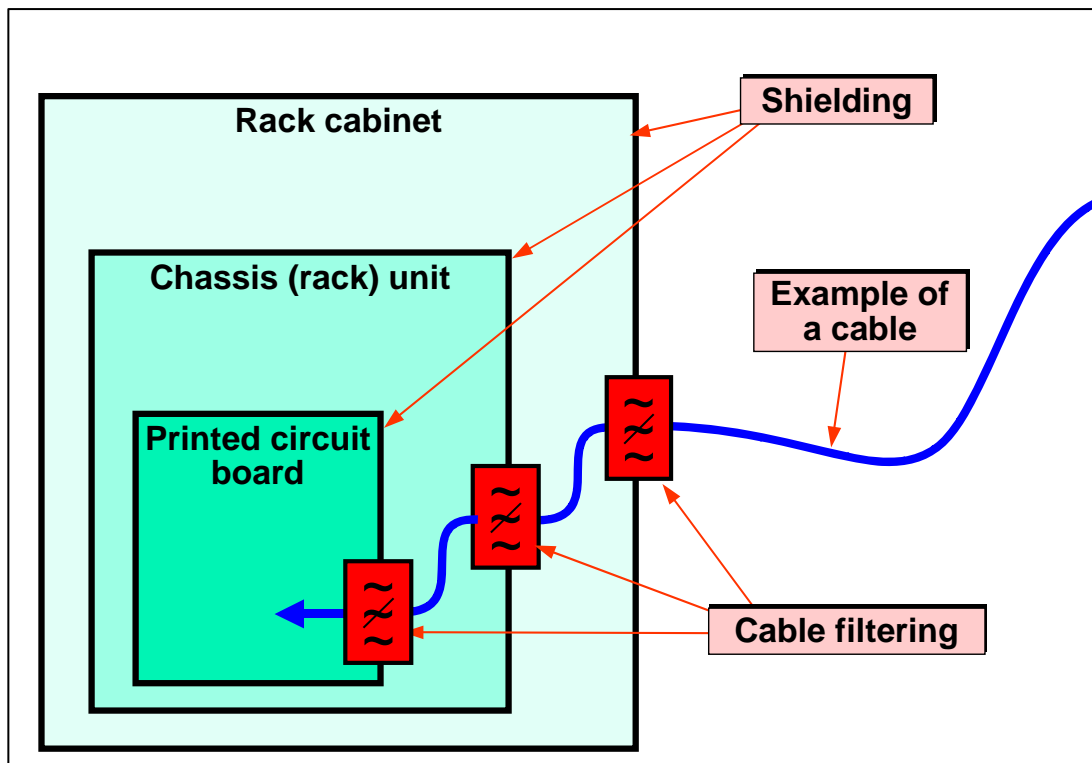 Shielding
Rack cabinet
Chassis (rack) unit
Example of
a cable
Printed circuit
board
Cable filtering